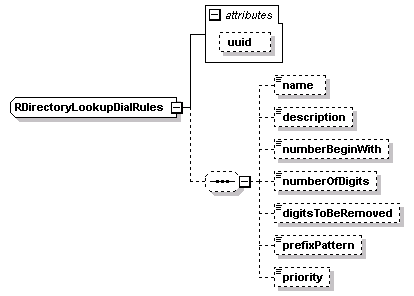 attributes
uuid
RDirectoryLookupDialRules
name
description
numberBeginWith
numberOfDigits
digitsToBeRemoved
prefixPattern
priority